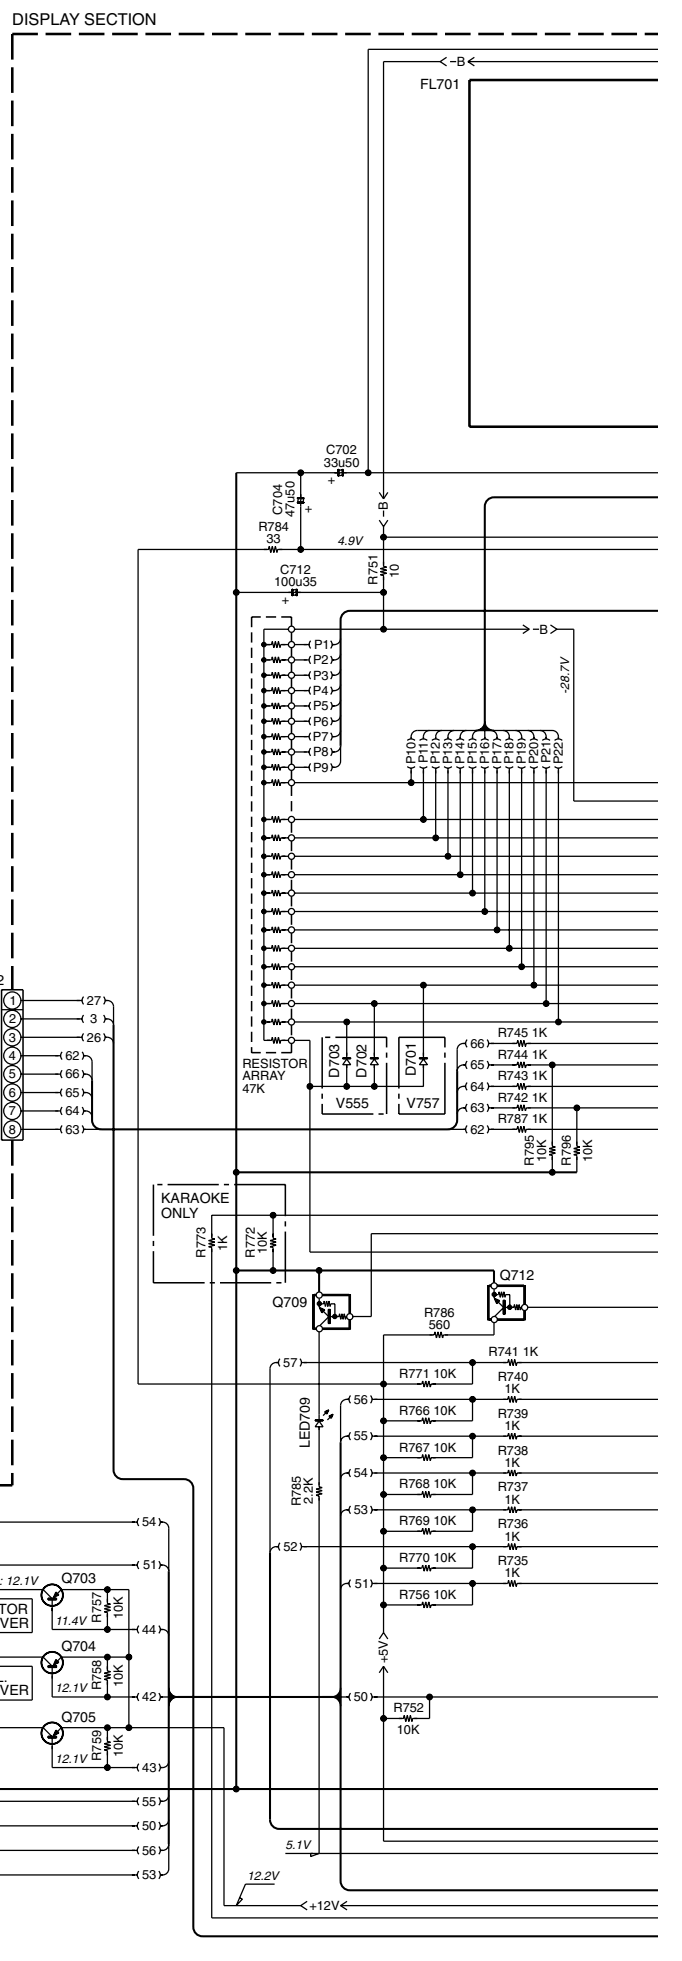 DISPLAY SECTION
-B
FL701
C702
33u50
+
C704
47u50
+
-B
R784
33
4.9V
R751
10
C712
100u35
+
-B
-28.7V
P1
P2
P3
P4
P5
P6
P7
P8
P9
P10
P11
P12
P13
P14
P15
P16
P17
P18
P19
P20
P21
P22
1
27
2
3
3
26
4
62
5
66
6
65
7
64
8
63
RESISTOR
ARRAY
47K
D703
D702
V555
D701
V757
66
R745 1K
65
R744 1K
64
R743 1K
63
R742 1K
62
R787 1K
R795
10K
R796
10K
KARAOKE
ONLY
R773
1K
R772
10K
Q709
Q712
R786
560
57
R741 1K
R771 10K
R740
1K
56
R766 10K
R739
1K
55
R767 10K
R738
1K
54
R768 10K
R737
1K
53
R769 10K
R736
1K
52
R770 10K
R735
1K
51
R756 10K
LED709
R785
2.2K
54
51
: 12.1V
Q703
R757
10K
TOR
VER
11.4V
44
Q704
R758
10K
VER
12.1V
42
Q705
R759
10K
12.1V
43
+5V
50
R752
10K
55
50
56
53
5.1V
12.2V
+12V